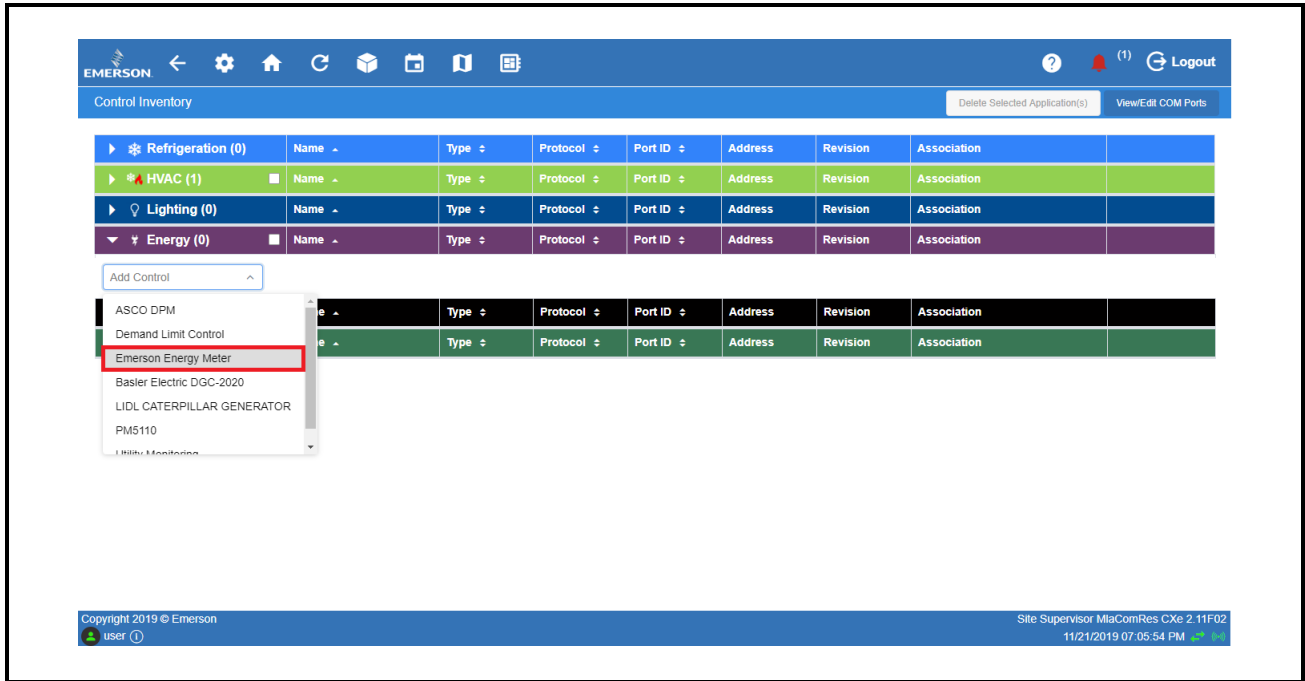 EMERSON. ? (1) Logout
Control Inventory Delete Selected Application(s) View/Edit COM Ports
Refrigeration (0) Name Type Protocol Port ID Address Revision Association
HVAC (1) Name Type Protocol Port ID Address Revision Association
Lighting (0) Name Type Protocol Port ID Address Revision Association
Energy (0) Name Type Protocol Port ID Address Revision Association
Add Control
ASCO DPM Type Protocol Port ID Address Revision Association
Demand Limit Control Type Protocol Port ID Address Revision Association
Emerson Energy Meter
Basler Electric DGC-2020
LIDL CATERPILLAR GENERATOR
PM5110
Utility Monitoring
Copyright 2019 © Emerson Site Supervisor MlaComRes CXe 2.11F02
user 11/21/2019 07:05:54 PM